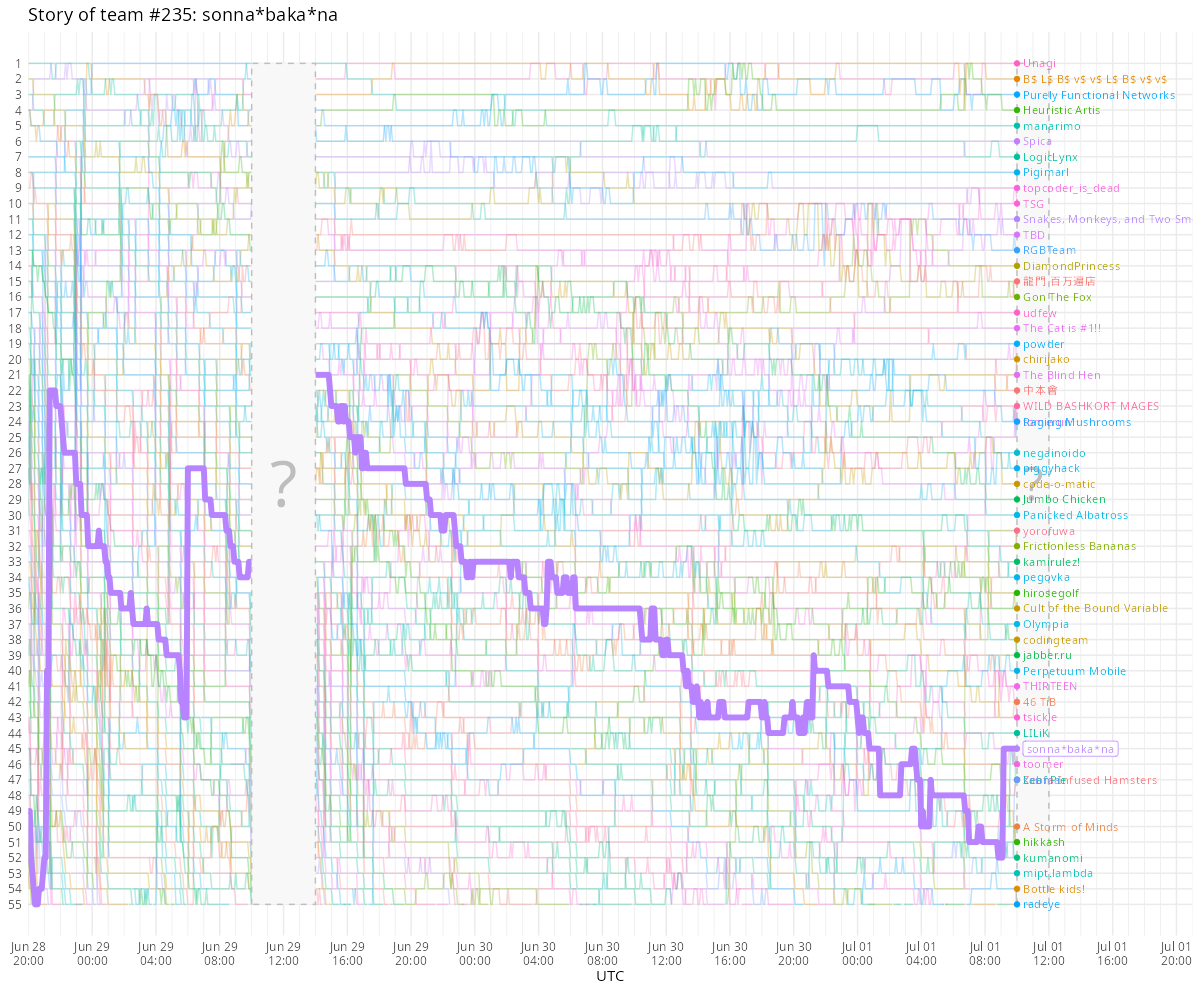 Story of team #235: sonna*baka*na
1 Unagi
2 B$ L$ B$ v$ v$ L$ B$ v$ v$
3 Purely Functional Networks
4 Heuristic Artis
5 manarimo
6 Spica
7 LogicLynx
8 Pigimarl
9 topcoder_is_dead
10 TSG
11 Snakes, Monkeys, and Two Sm
12 TBD
13 RGBTeam
14 DiamondPrincess
15 龍門 百万遍店
16 Gon The Fox
17 udfew
18 The Cat is #1!!
19 powder
20 chirijako
21 The Blind Hen
22 中本會
23 WILD BASHKORT MAGES
24 Raging Mushrooms
25
26 negainoido
27 piggyhack
28 code-o-matic
29 Jumbo Chicken
30 Panicked Albatross
31 yorofuwa
32 Frictionless Bananas
33 kamirulez!
34 pegovka
35 hirosegolf
36 Cult of the Bound Variable
37 Olympia
38 codingteam
39 jabber.ru
40 Perpetuum Mobile
41 THIRTEEN
42 46 TiB
43 tsickle
44 LILiK
45 sonna*baka*na
46 toomer
47 Hamsters
48
49
50 A Storm of Minds
51 hikkash
52 kumanomi
53 mipt.lambda
54 Bottle kids!
55 radeye
?
?
Jun 28 Jun 29 Jun 29 Jun 29 Jun 29 Jun 29 Jun 29 Jun 30 Jun 30 Jun 30 Jun 30 Jun 30 Jun 30 Jul 01 Jul 01 Jul 01 Jul 01 Jul 01 Jul 01
20:00 00:00 04:00 08:00 12:00 16:00 20:00 00:00 04:00 08:00 12:00 16:00 20:00 00:00 04:00 08:00 12:00 16:00 20:00
UTC